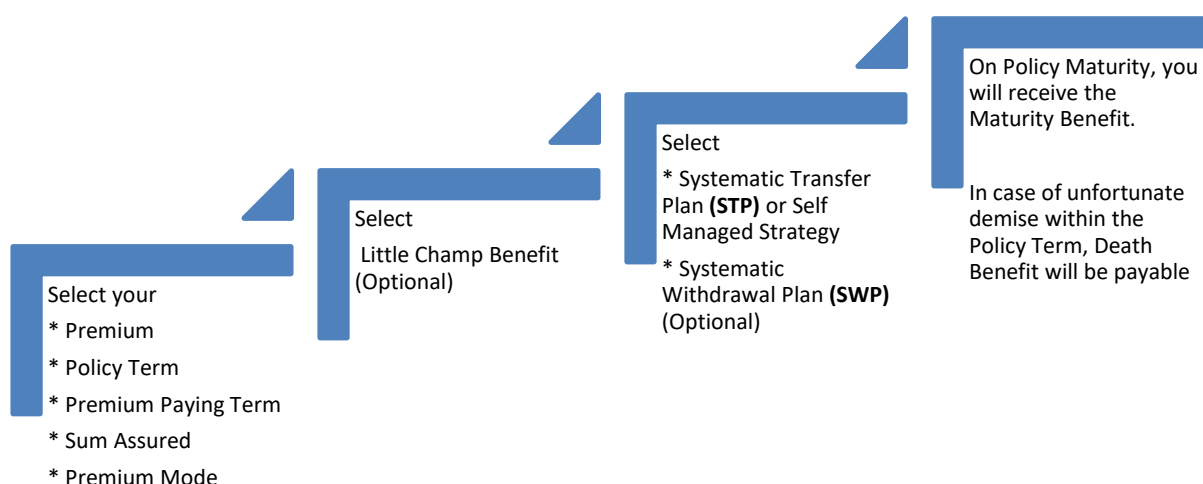 Select your
* Premium
* Policy Term
* Premium Paying Term
* Sum Assured
* Premium Mode
Select
Little Champ Benefit
(Optional)
Select
* Systematic Transfer
Plan (STP) or Self
Managed Strategy
* Systematic
Withdrawal Plan (SWP)
(Optional)
On Policy Maturity, you
will receive the
Maturity Benefit.
In case of unfortunate
demise within the
Policy Term, Death
Benefit will be payable